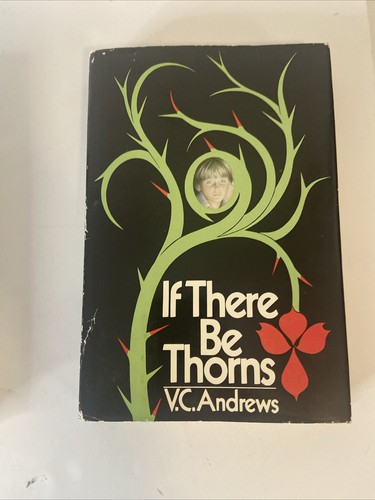 If There
Be
Thorns
V.C. Andrews